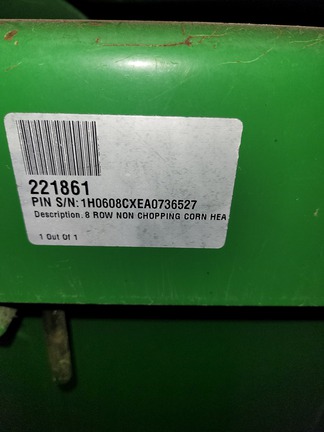 221861
PIN S/N: 1H0608CXEA0736527
Description. 8 ROW NON CHOPPING CORN HEA
1 Out Of 1